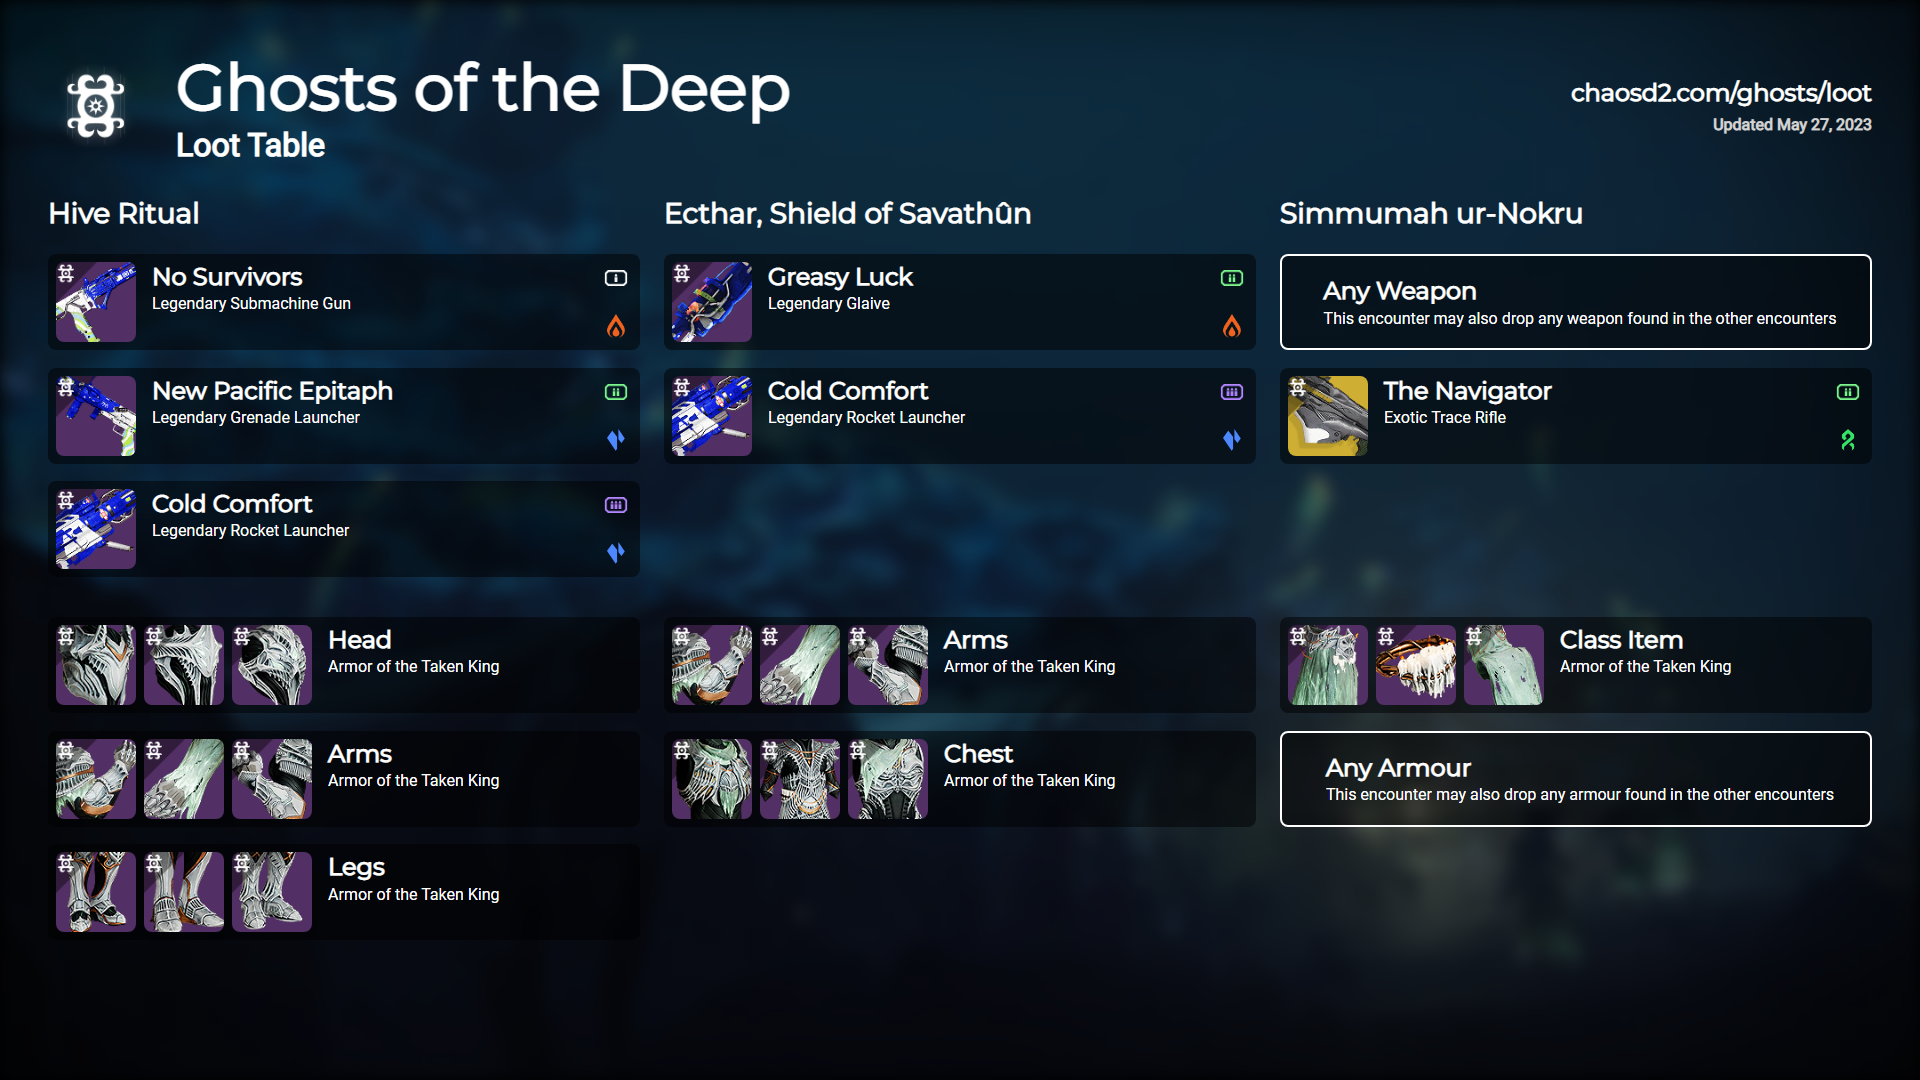 Ghosts of the Deep
Loot Table
chaosd2.com/ghosts/loot
Updated May 27, 2023
Hive Ritual
No Survivors
Legendary Submachine Gun
New Pacific Epitaph
Legendary Grenade Launcher
Cold Comfort
Legendary Rocket Launcher
Head
Armor of the Taken King
Arms
Armor of the Taken King
Legs
Armor of the Taken King
Ecthar, Shield of Savathûn
Greasy Luck
Legendary Glaive
Cold Comfort
Legendary Rocket Launcher
Arms
Armor of the Taken King
Chest
Armor of the Taken King
Simmumah ur-Nokru
Any Weapon
This encounter may also drop any weapon found in the other encounters
The Navigator
Exotic Trace Rifle
Class Item
Armor of the Taken King
Any Armour
This encounter may also drop any armour found in the other encounters